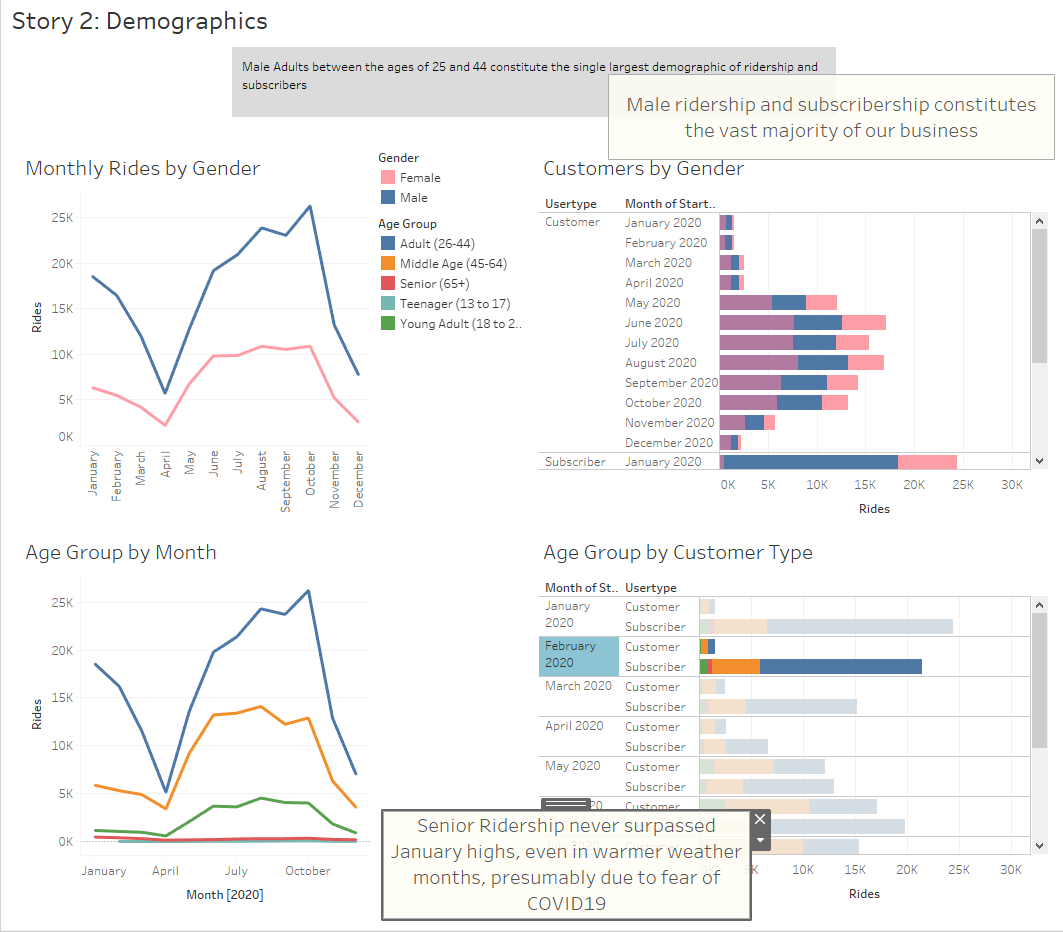 Story 2: Demographics
Male Adults between the ages of 25 and 44 constitute the single largest demographic of ridership and
subscribers
Male ridership and subscribership constitutes
the vast majority of our business
Monthly Rides by Gender
25K
20K
15K
10K
5K
0K
Rides
January
February
March
April
May
June
July
August
September
October
November
December
Gender
Female
Male
Age Group
Adult (26-44)
Middle Age (45-64)
Senior (65+)
Teenager (13 to 17)
Young Adult (18 to 2..
Customers by Gender
Usertype Month of Start..
Customer January 2020
February 2020
March 2020
April 2020
May 2020
June 2020
July 2020
August 2020
September 2020
October 2020
November 2020
December 2020
Subscriber January 2020
0K 5K 10K 15K 20K 25K 30K
Rides
Age Group by Month
25K
20K
15K
10K
5K
0K
Rides
January April July October
Month [2020]
Age Group by Customer Type
Month of St.. Usertype
January
2020
Customer
Subscriber
February
2020
Customer
Subscriber
March 2020 Customer
Subscriber
April 2020 Customer
Subscriber
May 2020 Customer
Subscriber
20 Customer
10K 15K 20K 25K 30K
Rides
Senior Ridership never surpassed
January highs, even in warmer weather
months, presumably due to fear of
COVID19